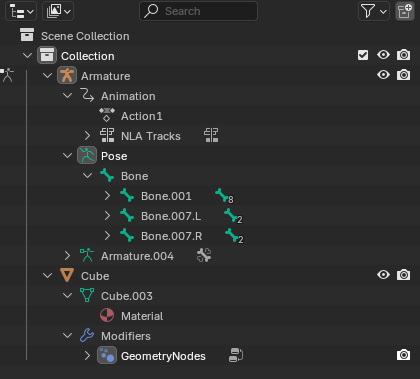 Search
Scene Collection
Collection
Armature
Animation
Action1
NLA Tracks
Pose
Bone
Bone.001 8
Bone.007.L 2
Bone.007.R 2
Armature.004
Cube
Cube.003
Material
Modifiers
GeometryNodes